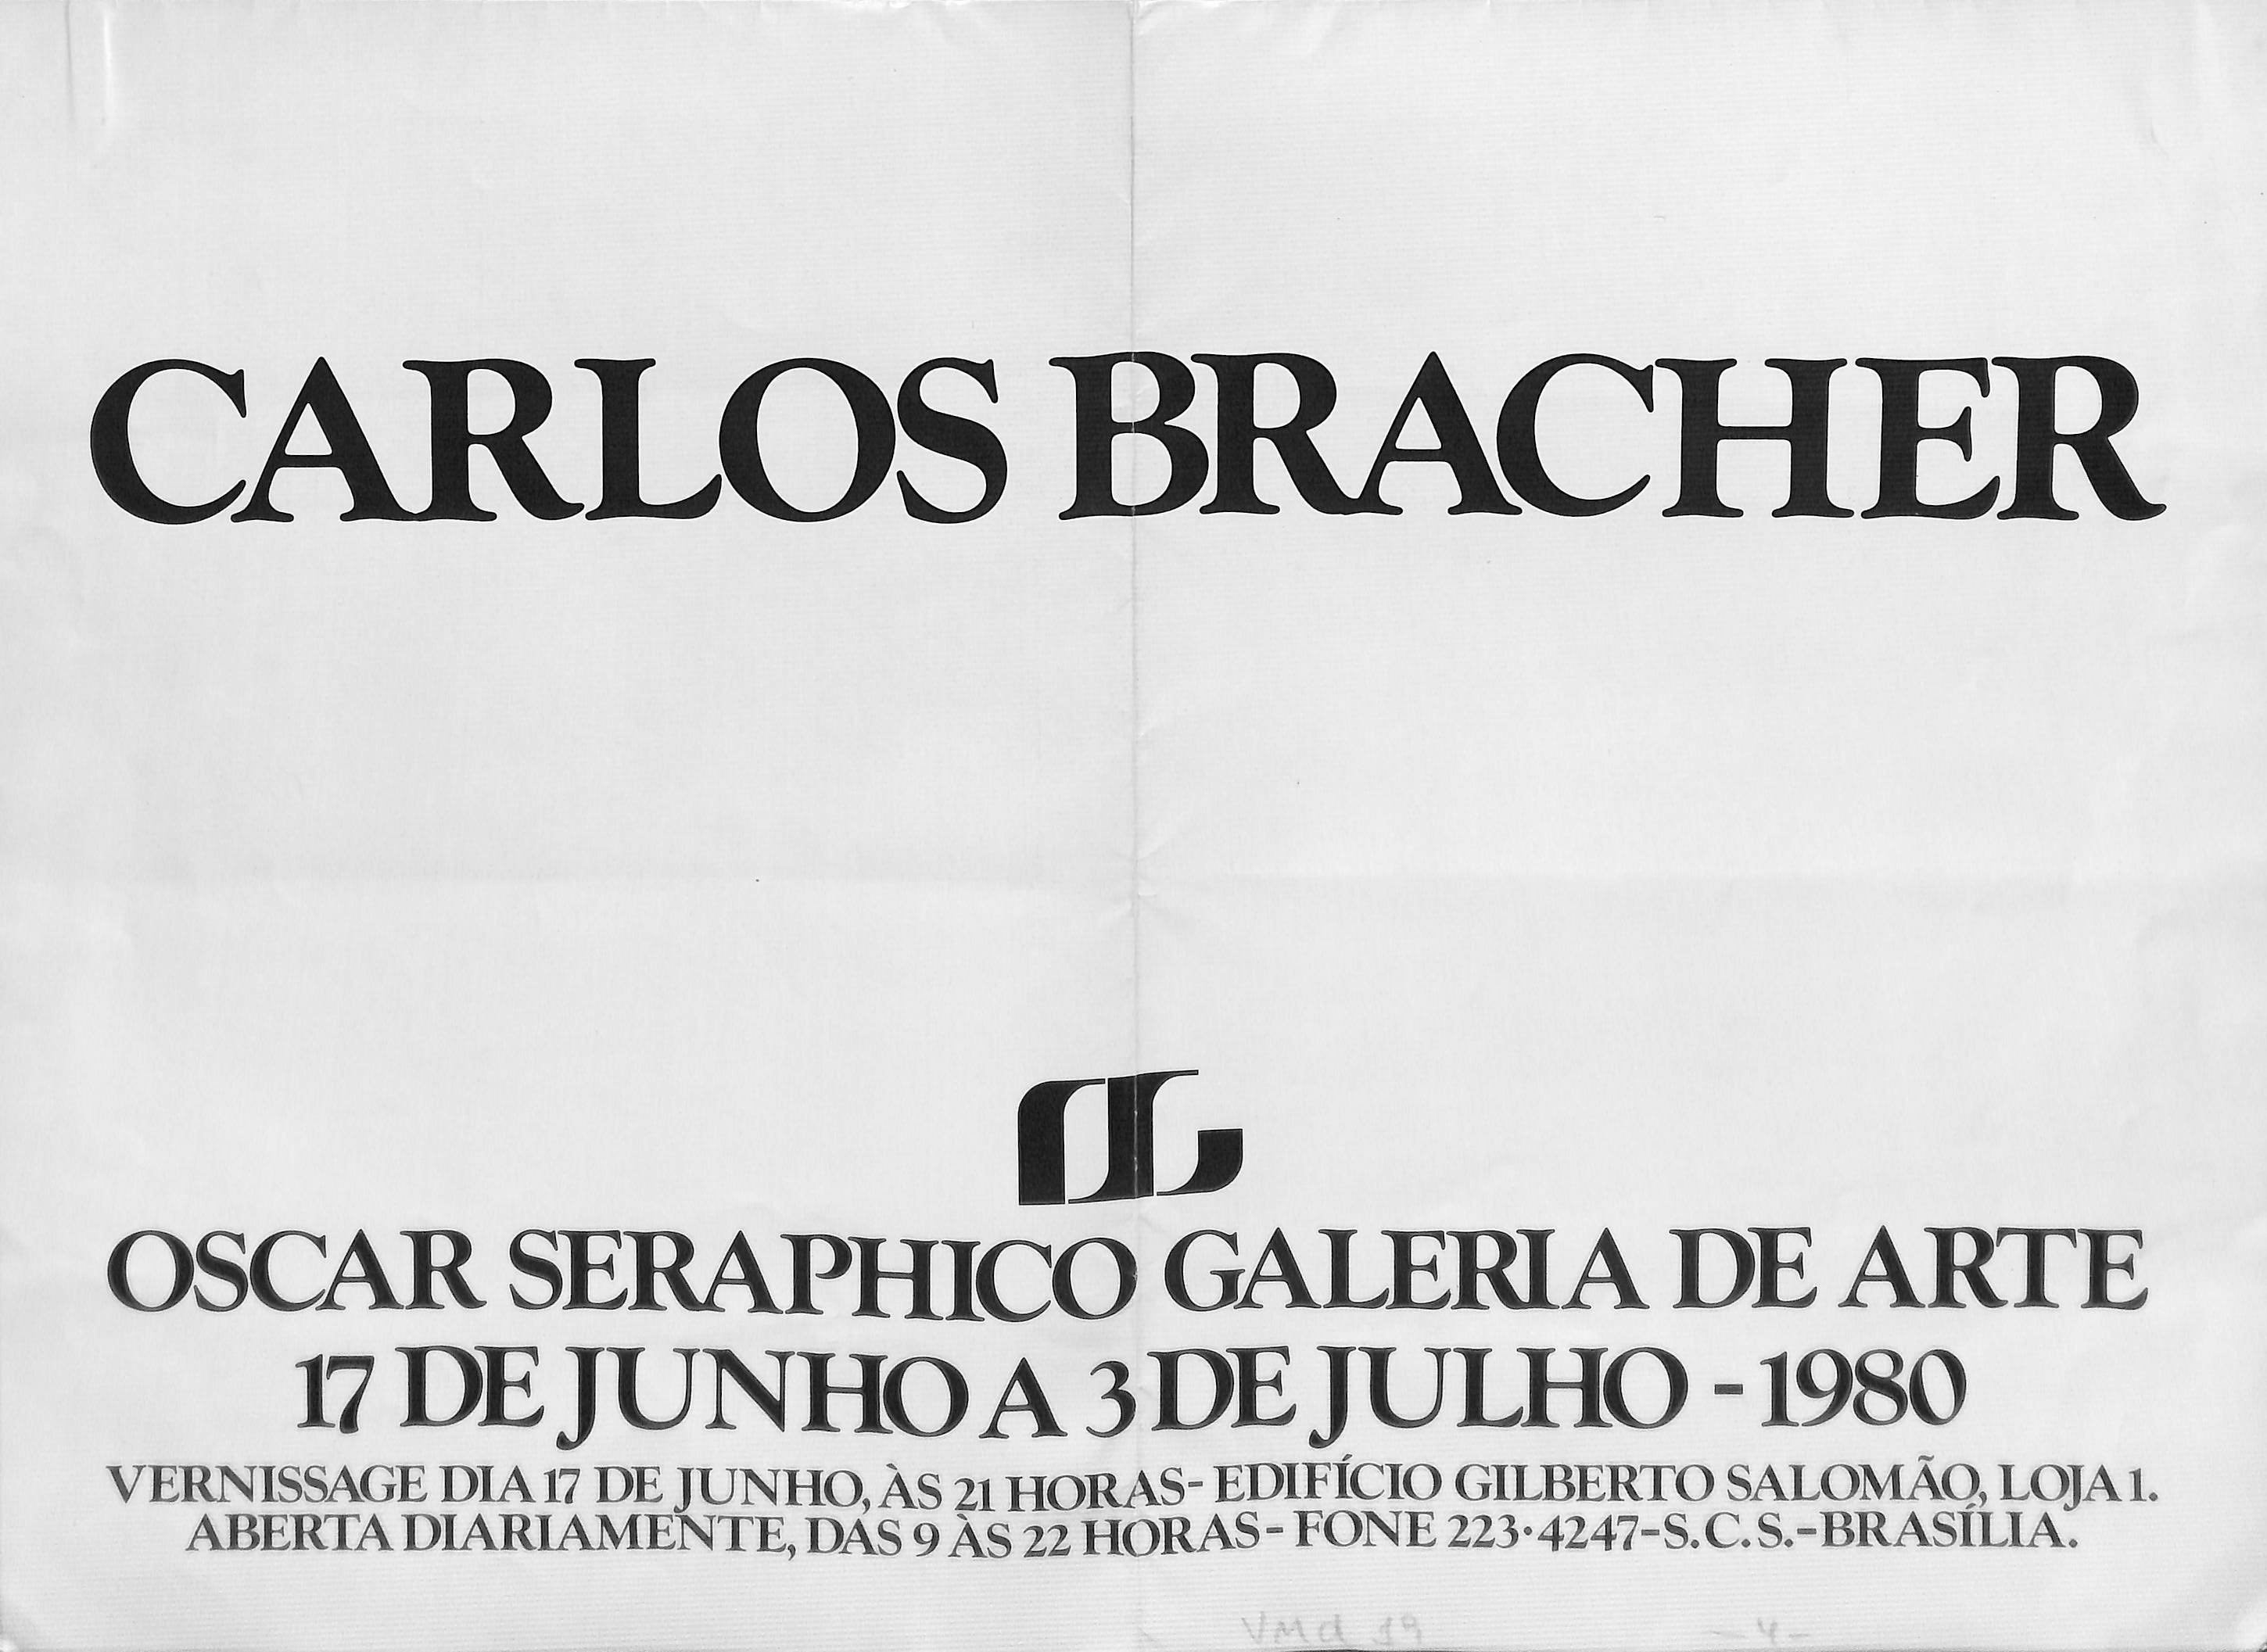 CARLOS BRACHER
OSCAR SERAPHICO GALERIA DE ARTE
17 DE JUNHO A 3 DE JULHO - 1980
VERNISSAGE DIA 17 DE JUNHO, ÀS 21 HORAS - EDIFÍCIO GILBERTO SALOMÃO, LOJA 1.
ABERTA DIARIAMENTE, DAS 9 ÀS 22 HORAS - FONE 223·4247-S.C.S.-BRASÍLIA.
-4-